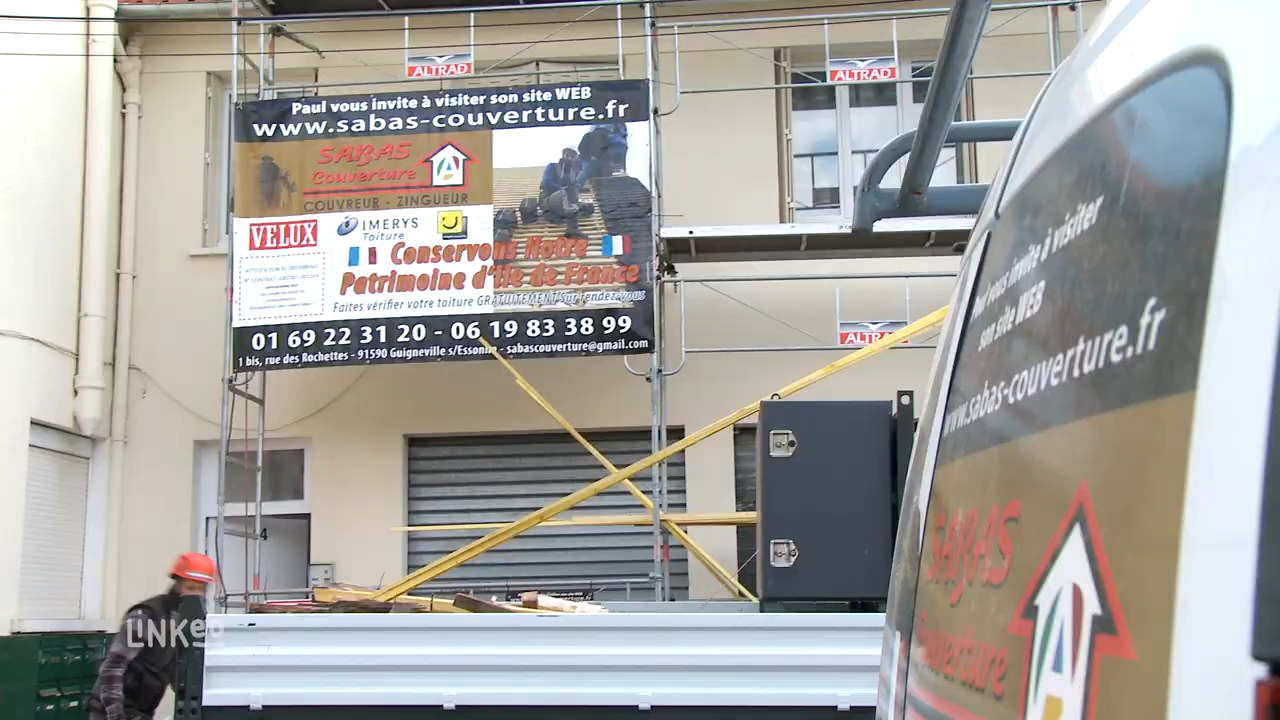 ALTRAD
ALTRAD
Paul vous invite à visiter son site WEB
www.sabas-couverture.fr
SABAS
Couverture
COUVREUR - ZINGUEUR
VELUX
IMERYS
Toiture
Conservons Notre
Patrimoine d'île de France
Faites vérifier votre toiture GRATUITEMENT sur rendez-vous
01 69 22 31 20 - 06 19 83 38 99
1 bis, rue des Rochettes - 91590 Guigneville s/Essonne - sabascouverture@gmail.com
ALTRAD
vous invite à visiter
son site WEB
www.sabas-couverture.fr
SABAS
Couverture
4
LINKeo